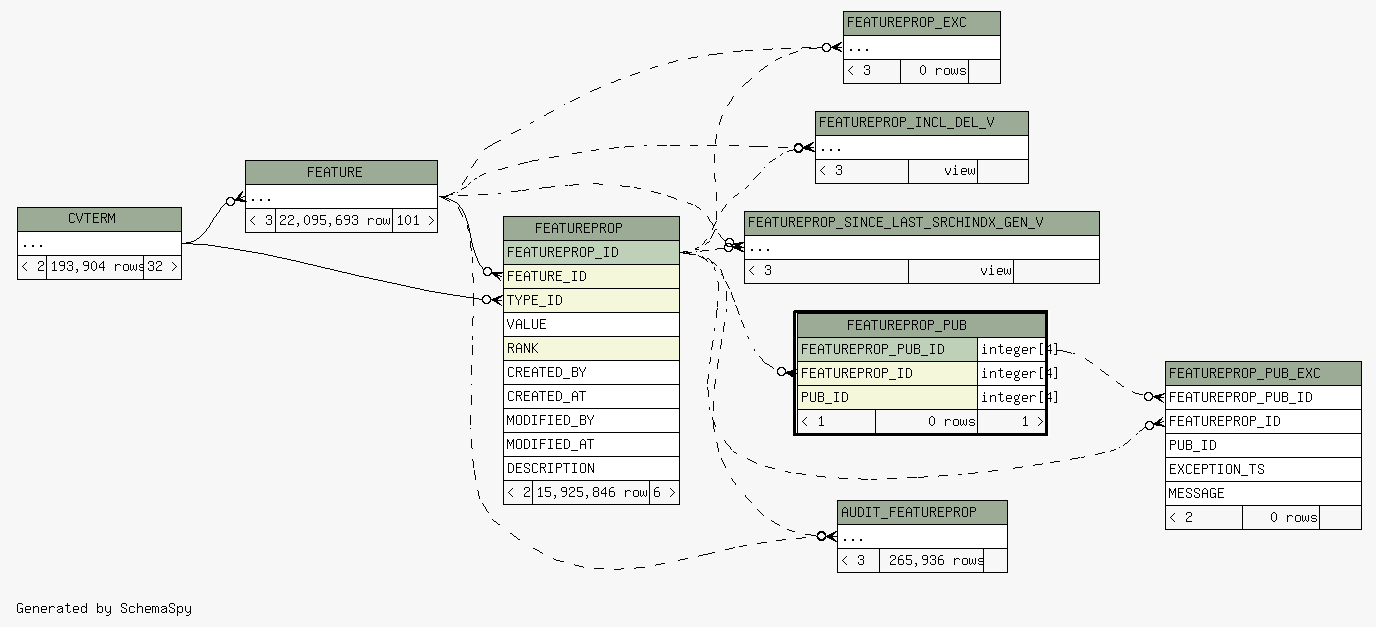 FEATUREPROP_EXC
...
< 3 0 rows
FEATUREPROP_INCL_DEL_V
...
< 3 view
FEATURE
...
< 3 22,095,693 row 101 >
CVTERM
...
< 2 193,904 rows 32 >
FEATUREPROP_SINCE_LAST_SRCHINDX_GEN_V
...
< 3 view
FEATUREPROP
FEATUREPROP_ID
FEATURE_ID
TYPE_ID
VALUE
RANK
CREATED_BY
CREATED_AT
MODIFIED_BY
MODIFIED_AT
DESCRIPTION
< 2 15,925,846 row 6 >
FEATUREPROP_PUB
FEATUREPROP_PUB_ID integer[4]
FEATUREPROP_ID integer[4]
PUB_ID integer[4]
< 1 0 rows 1 >
FEATUREPROP_PUB_EXC
FEATUREPROP_PUB_ID
FEATUREPROP_ID
PUB_ID
EXCEPTION_TS
MESSAGE
< 2 0 rows
AUDIT_FEATUREPROP
...
< 3 265,936 rows
Generated by SchemaSpy